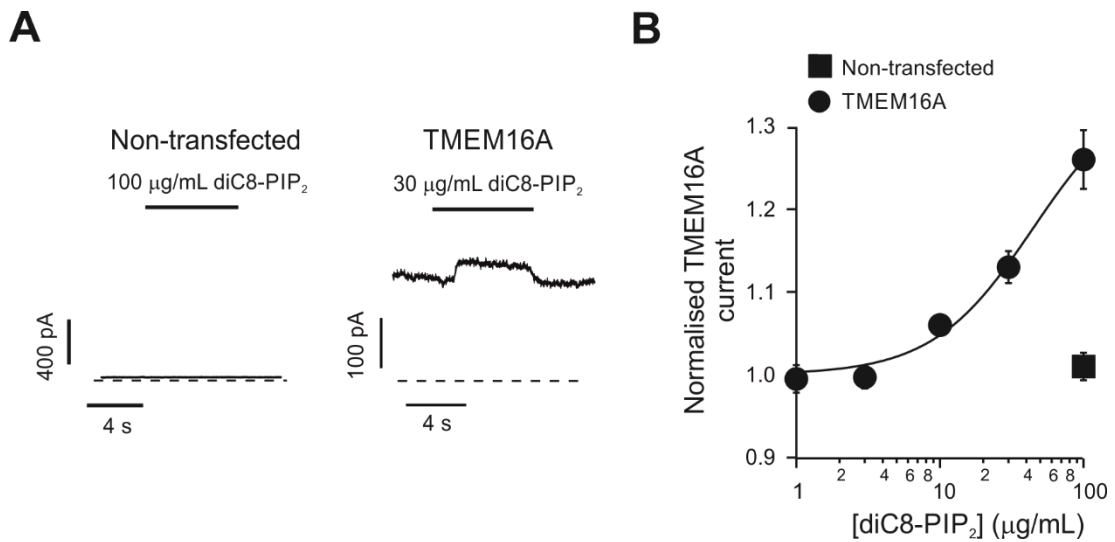 A
Non-transfected
100 μg/mL diC8-PIP₂
400 pA
4 s
TMEM16A
30 μg/mL diC8-PIP₂
100 pA
4 s
B
Non-transfected
TMEM16A
Normalised TMEM16A
current
1.3
1.2
1.1
1.0
0.9
1 2 4 6 8 10 2 4 6 8 100
[diC8-PIP₂] (μg/mL)